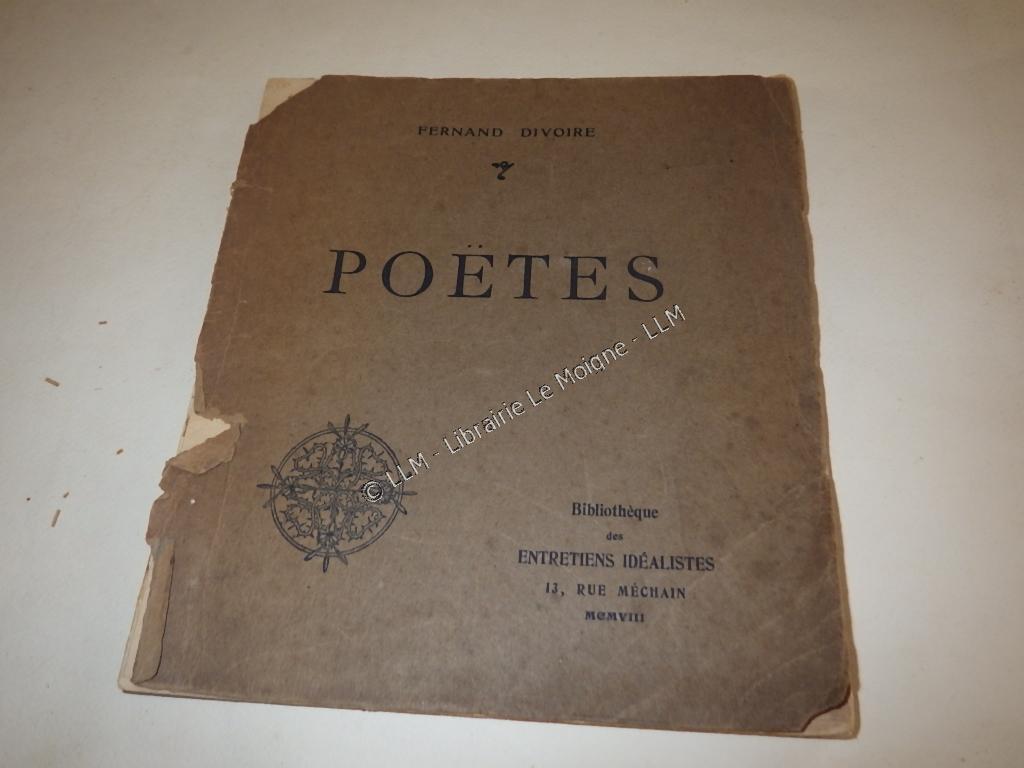 FERNAND DIVOIRE
POËTES
© LLM - Librairie Le Moigne - LLM
Bibliothèque
des
ENTRETIENS IDÉALISTES
13, RUE MÉCHAIN
MCMVIII